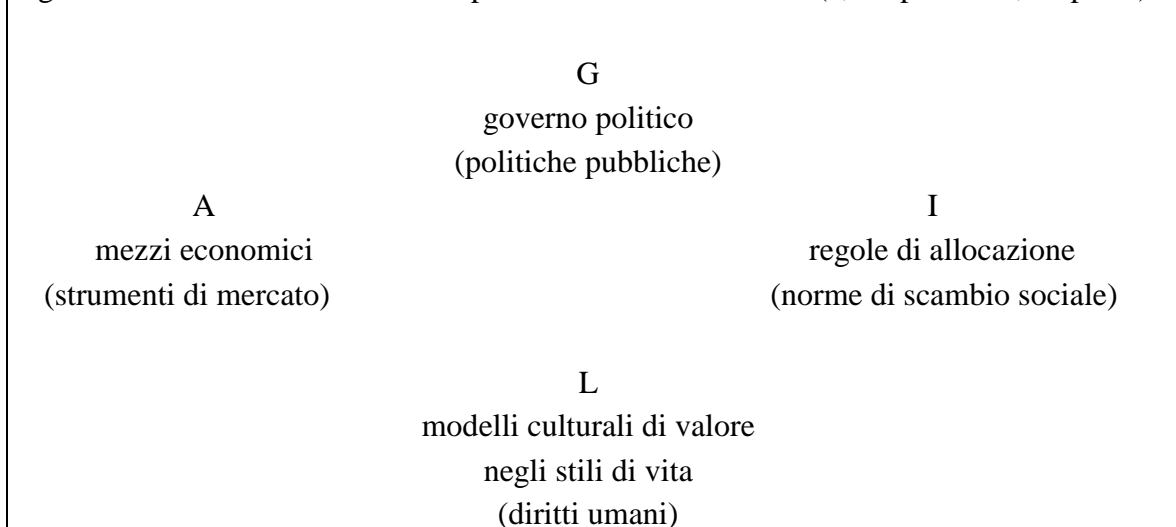 G
governo politico
(politiche pubbliche)
A I
mezzi economici regole di allocazione
(strumenti di mercato) (norme di scambio sociale)
L
modelli culturali di valore
negli stili di vita
(diritti umani)